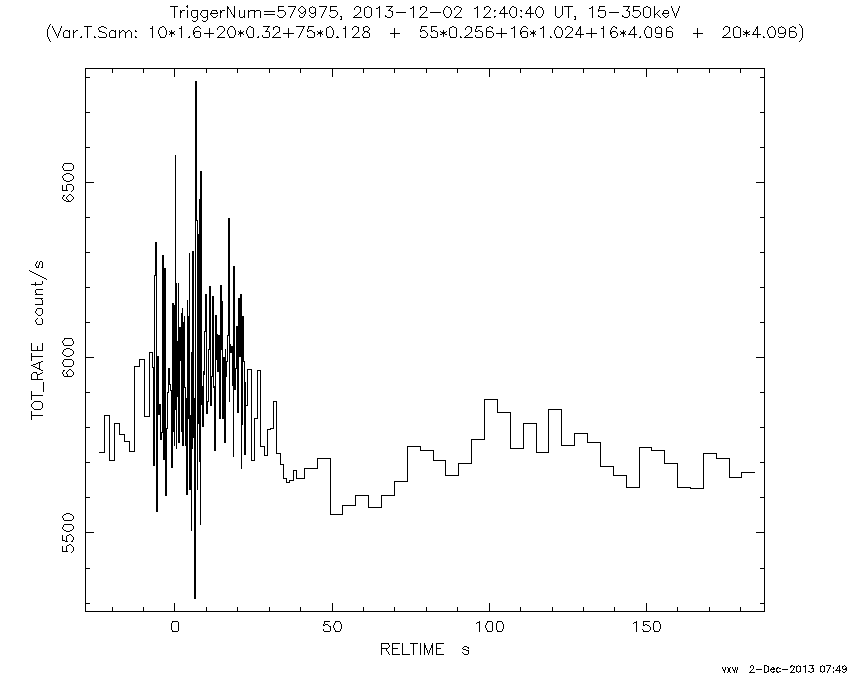 TriggerNum=579975, 2013-12-02 12:40:40 UT, 15-350keV
(Var.T.Sam: 10*1.6+20*0.32+75*0.128 + 55*0.256+16*1.024+16*4.096 + 20*4.096)
TOT_RATE count/s
6500
6000
5500
0 50 100 150
RELTIME s
vxw 2-Dec-2013 07:49